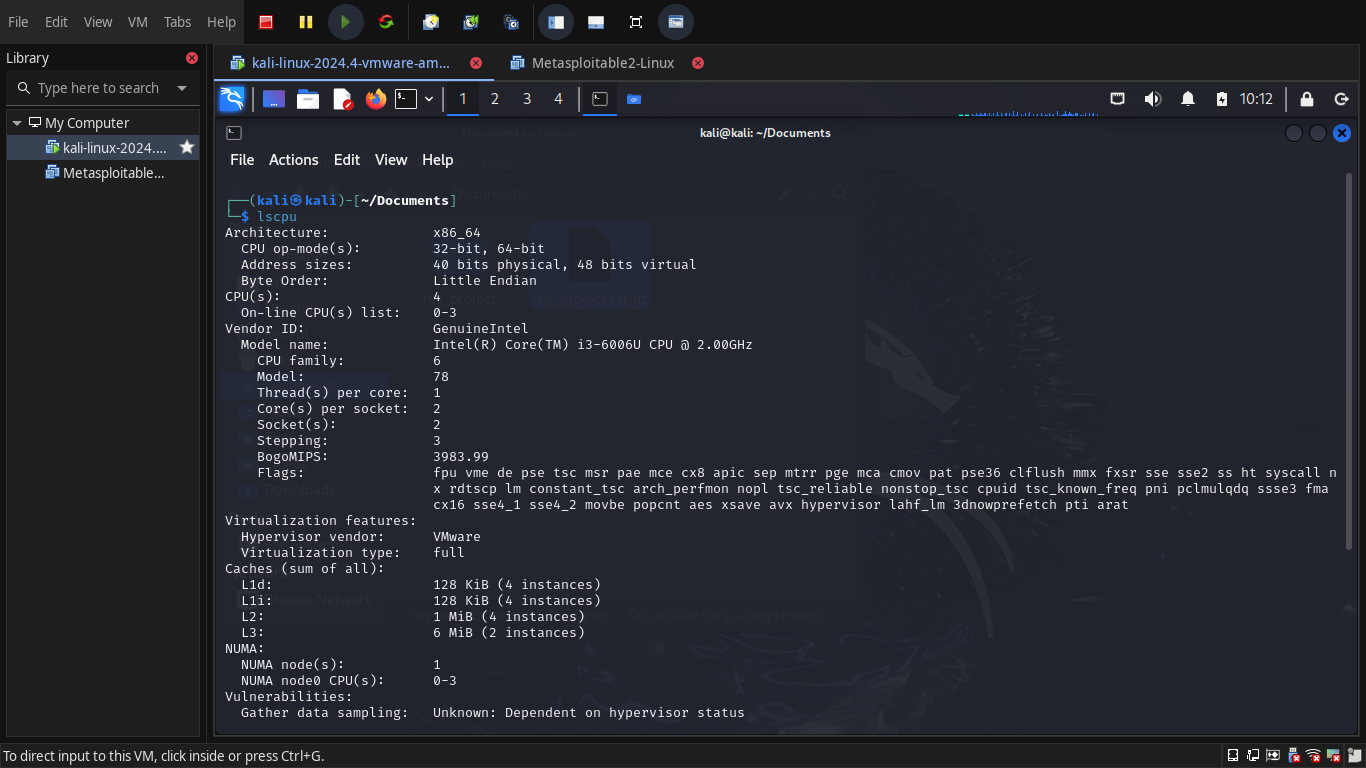 File Edit View VM Tabs Help
Library
kali-linux-2024.4-vmware-am...
Metasploitable2-Linux
Type here to search
1 2 3 4
10:12
My Computer
kali-linux-2024....
Metasploitable...
kali@kali: ~/Documents
File Actions Edit View Help
┌──(kali㉿kali)-[~/Documents]
└─$ lscpu
Architecture: x86_64
CPU op-mode(s): 32-bit, 64-bit
Address sizes: 40 bits physical, 48 bits virtual
Byte Order: Little Endian
CPU(s): 4
On-line CPU(s) list: 0-3
Vendor ID: GenuineIntel
Model name: Intel(R) Core(TM) i3-6006U CPU @ 2.00GHz
CPU family: 6
Model: 78
Thread(s) per core: 1
Core(s) per socket: 2
Socket(s): 2
Stepping: 3
BogoMIPS: 3983.99
Flags: fpu vme de pse tsc msr pae mce cx8 apic sep mtrr pge mca cmov pat pse36 clflush mmx fxsr sse sse2 ss ht syscall n
x rdtscp lm constant_tsc arch_perfmon nopl tsc_reliable nonstop_tsc cpuid tsc_known_freq pni pclmulqdq ssse3 fma
cx16 sse4_1 sse4_2 movbe popcnt aes xsave avx hypervisor lahf_lm 3dnowprefetch pti arat
Virtualization features:
Hypervisor vendor: VMware
Virtualization type: full
Caches (sum of all):
L1d: 128 KiB (4 instances)
L1i: 128 KiB (4 instances)
L2: 1 MiB (4 instances)
L3: 6 MiB (2 instances)
NUMA:
NUMA node(s): 1
NUMA node0 CPU(s): 0-3
Vulnerabilities:
Gather data sampling: Unknown: Dependent on hypervisor status
To direct input to this VM, click inside or press Ctrl+G.